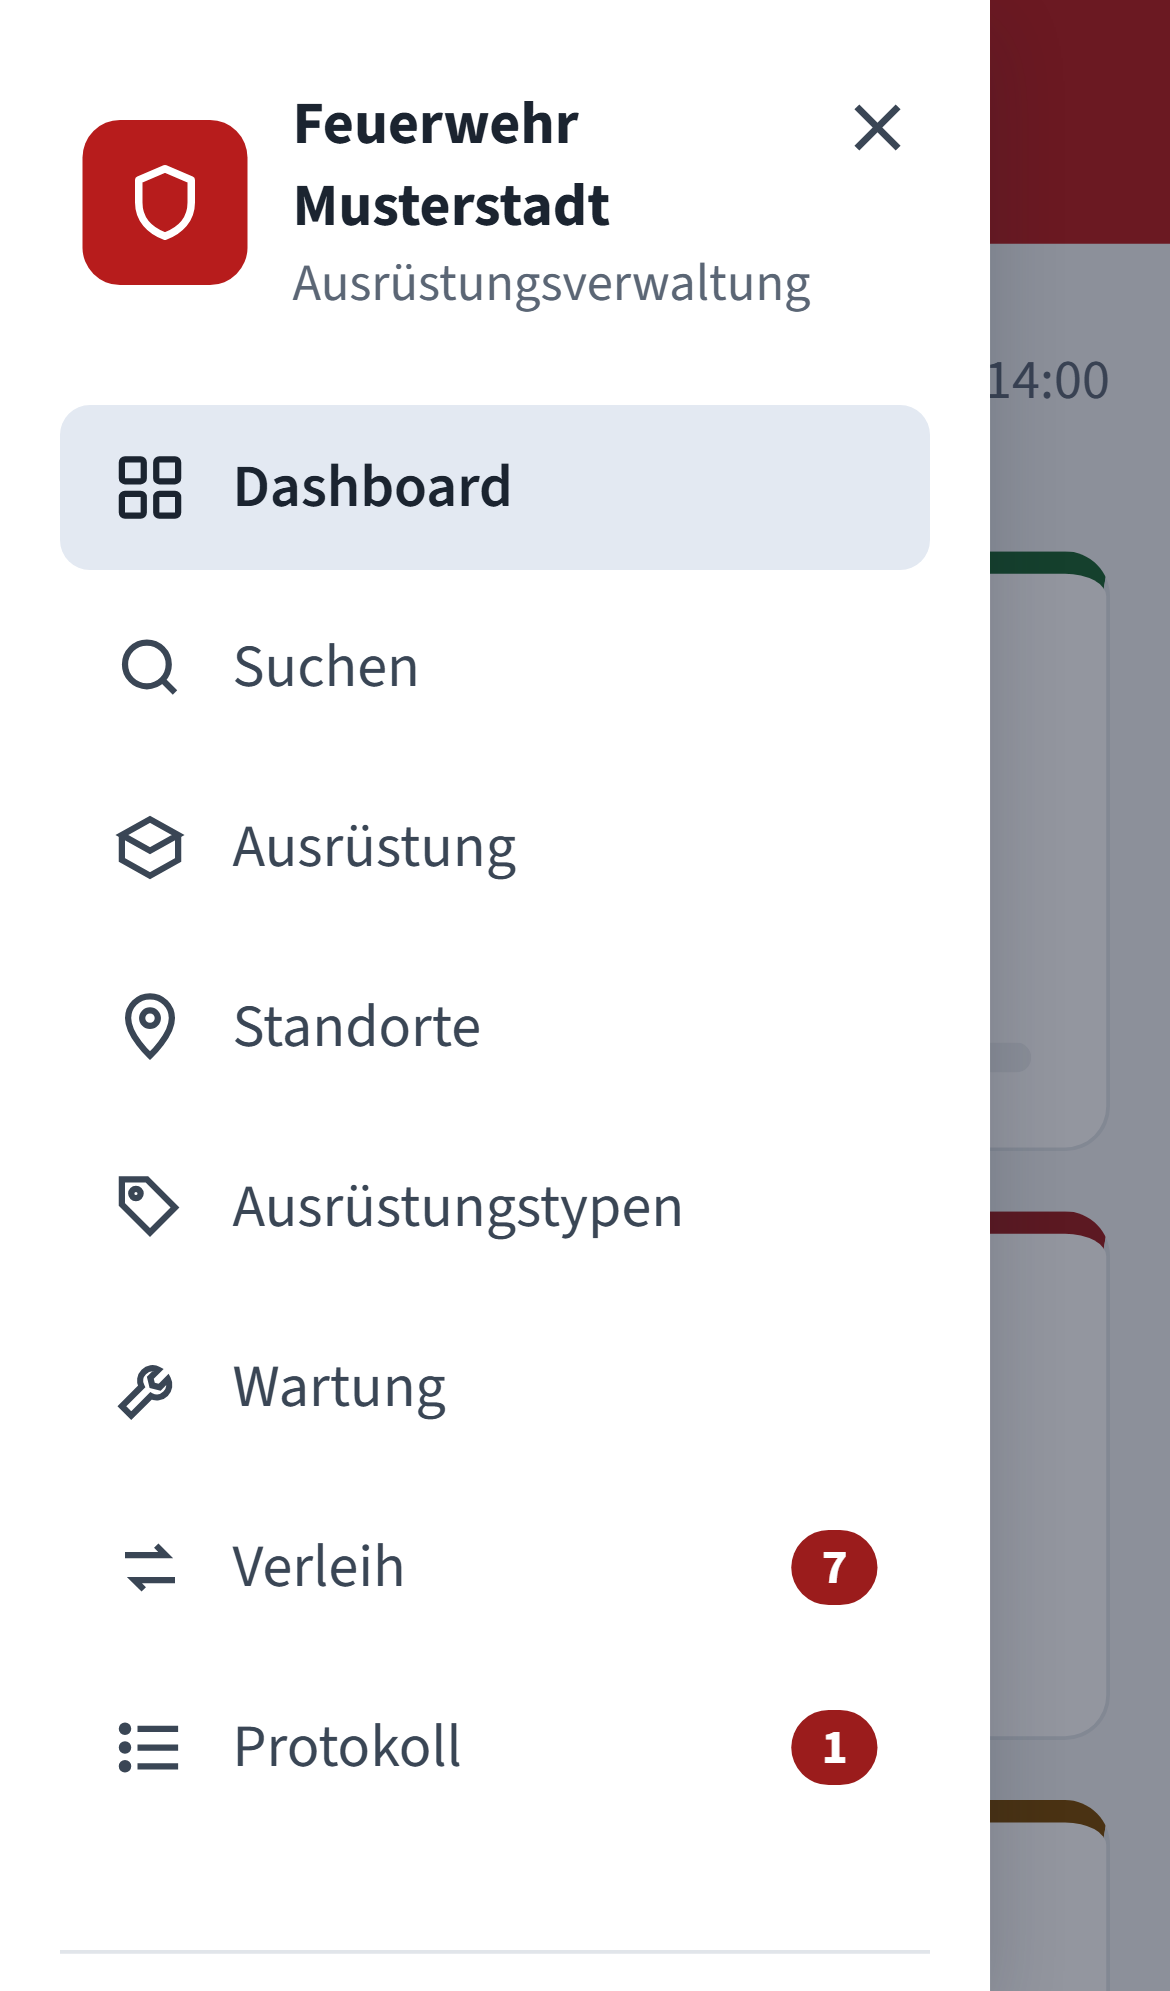 Feuerwehr
Musterstadt
Ausrüstungsverwaltung
14:00
Dashboard
Suchen
Ausrüstung
Standorte
Ausrüstungstypen
Wartung
Verleih 7
Protokoll 1